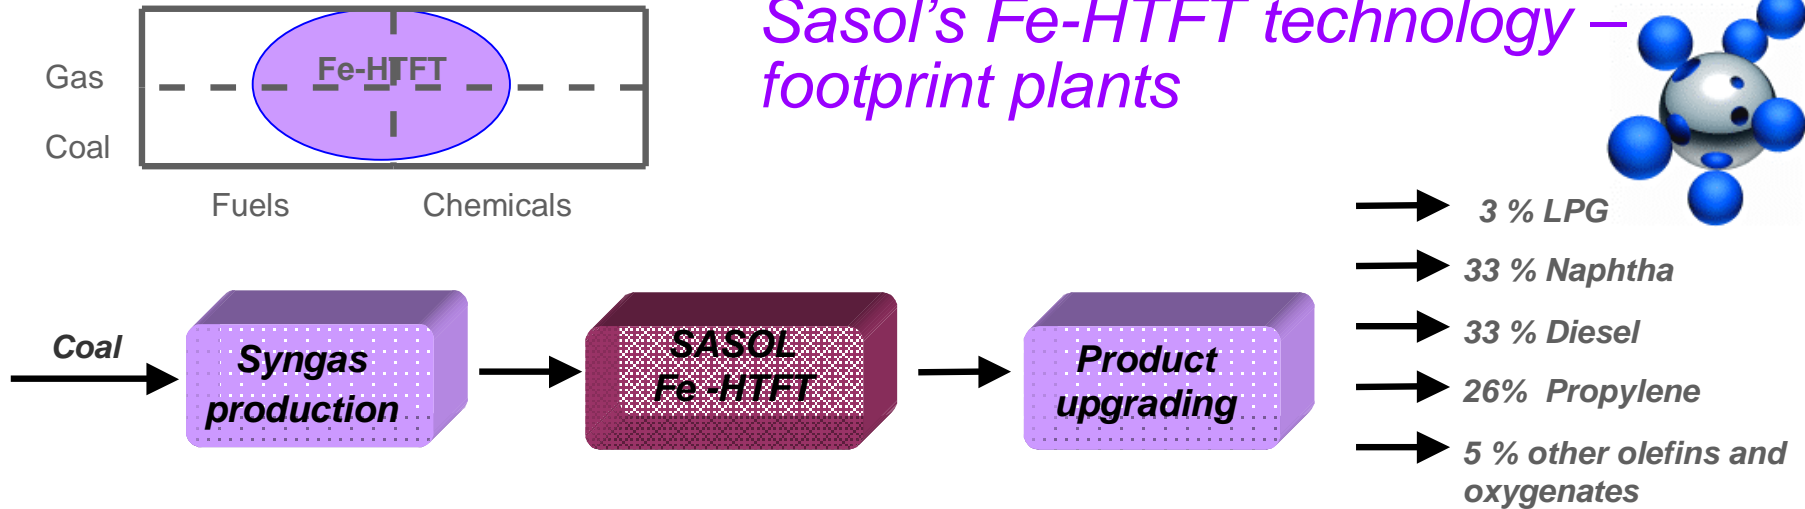 Sasol’s Fe-HTFT technology –
footprint plants
Gas
Fe-HTFT
Coal
Fuels
Chemicals
Coal
Syngas
production
SASOL
Fe -HTFT
Product
upgrading
3 % LPG
33 % Naphtha
33 % Diesel
26% Propylene
5 % other olefins and
oxygenates